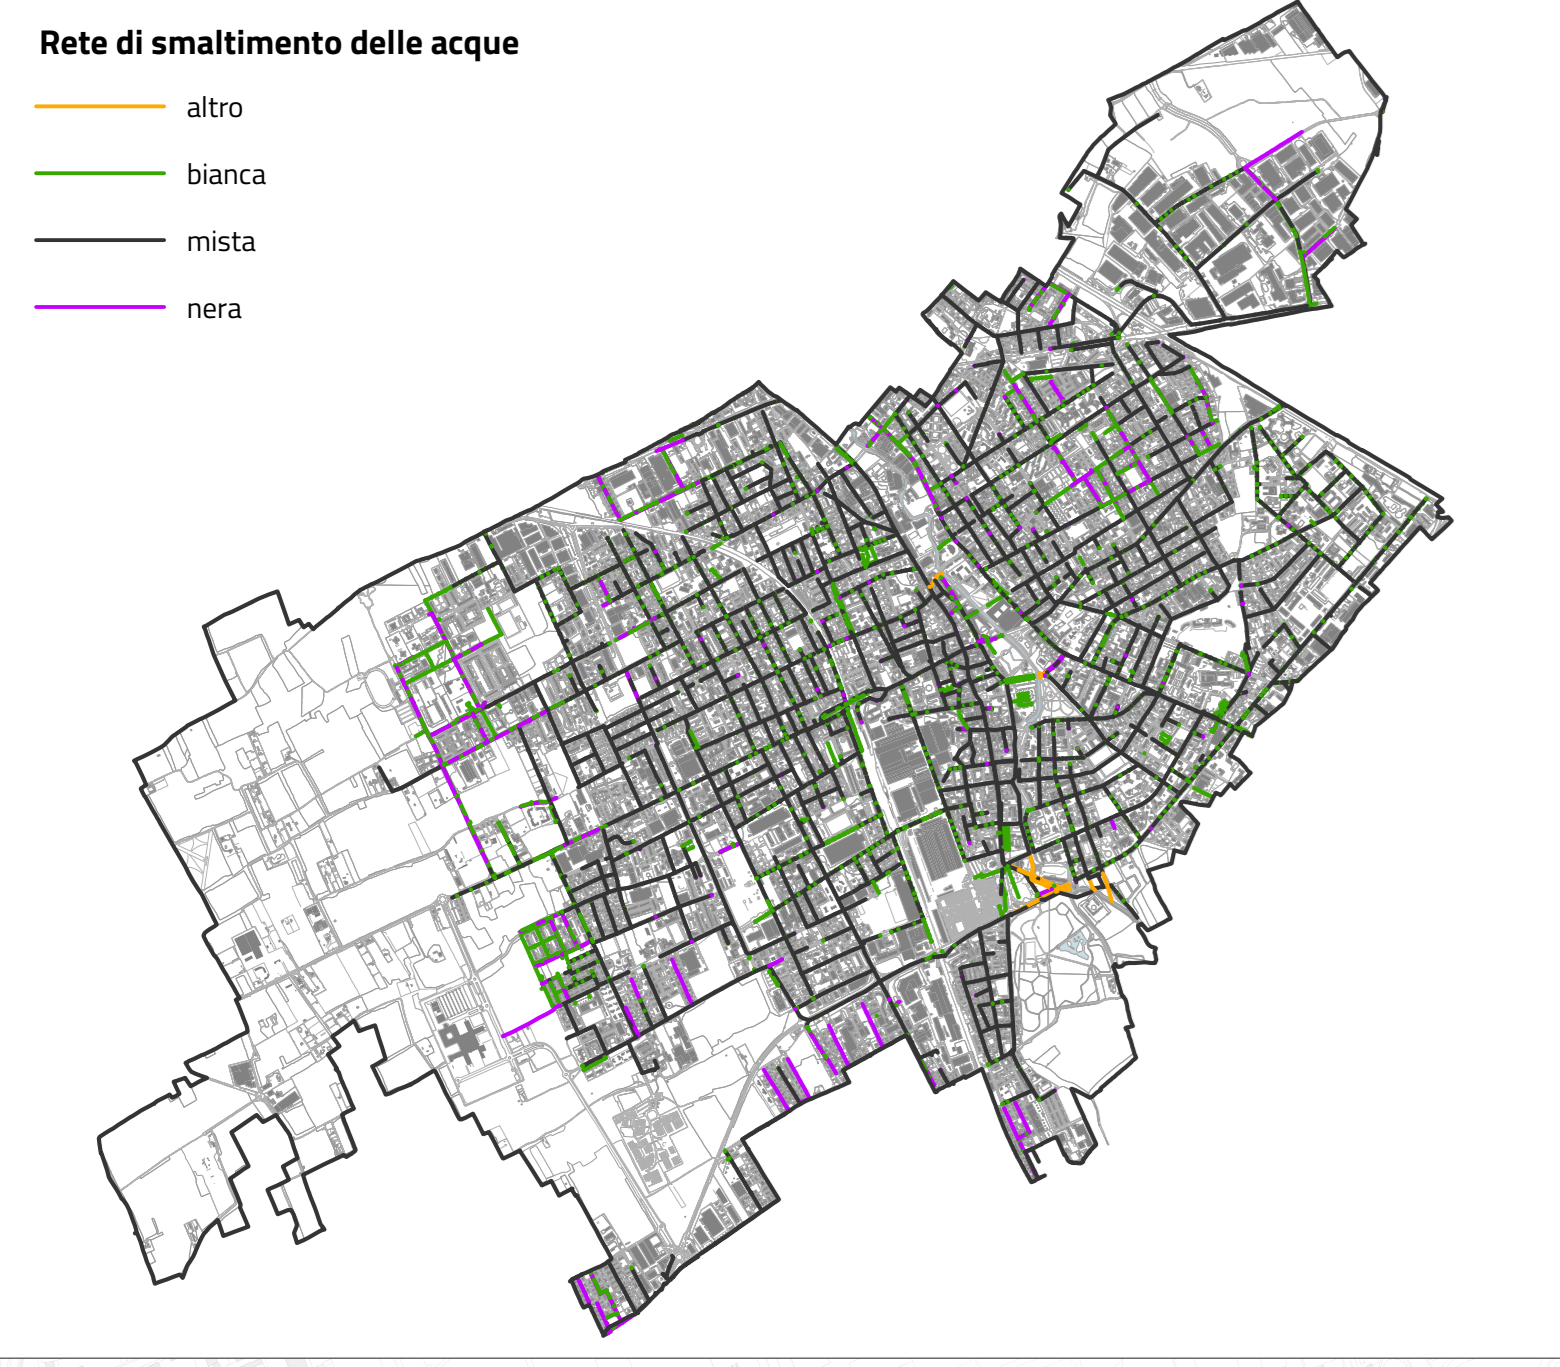 Rete di smaltimento delle acque
altro
bianca
mista
nera